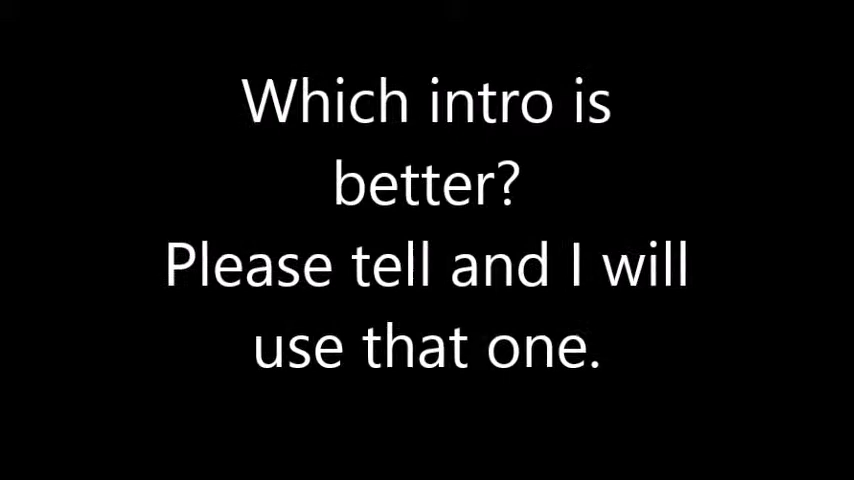 Which intro is
better?
Please tell and I will
use that one.